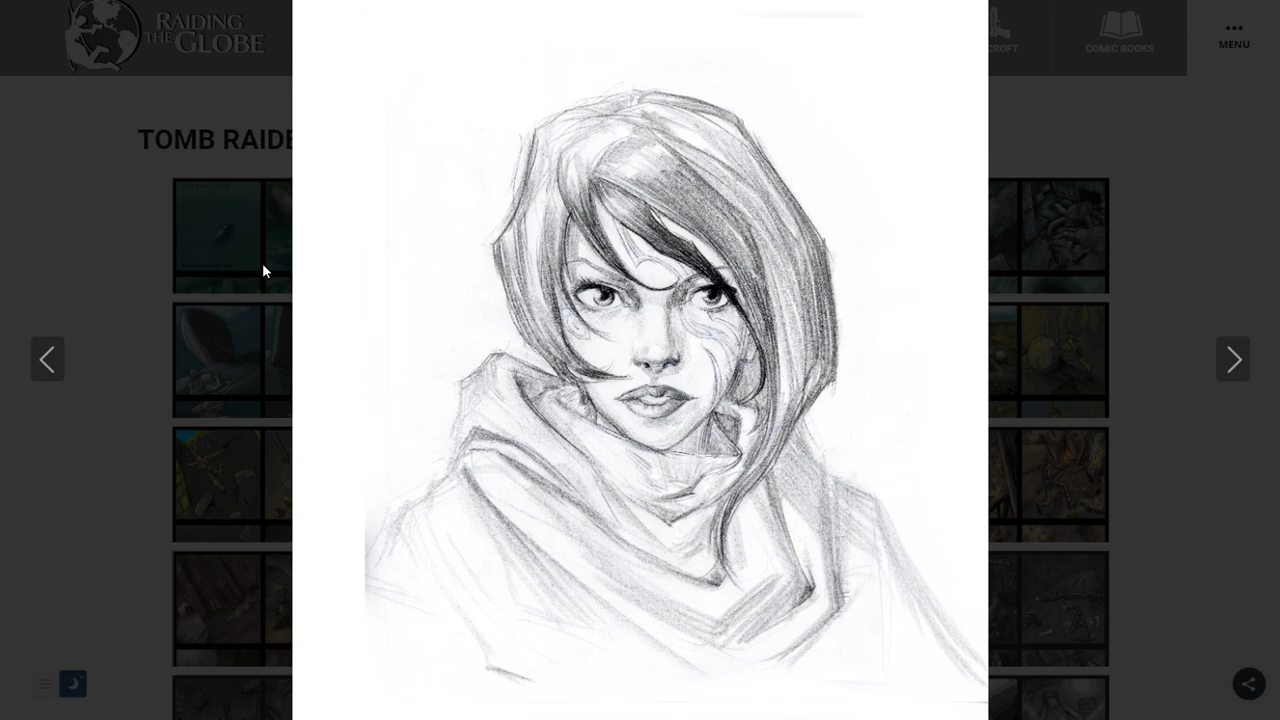 RAIDING
THE GLOBE
CROFT
COMIC BOOKS
MENU
TOMB RAIDE